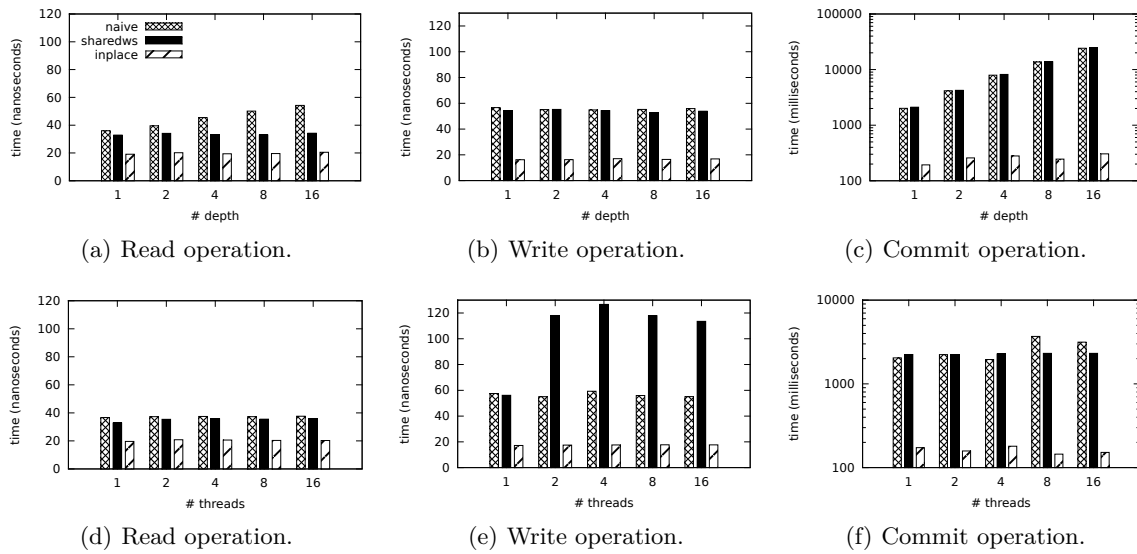 120
100
80
60
40
20
0
time (nanoseconds)
naive
sharedws
inplace
1 2 4 8 16
# depth
(a) Read operation.
120
100
80
60
40
20
0
time (nanoseconds)
1 2 4 8 16
# depth
(b) Write operation.
100000
10000
1000
100
time (milliseconds)
1 2 4 8 16
# depth
(c) Commit operation.
120
100
80
60
40
20
0
time (nanoseconds)
1 2 4 8 16
# threads
(d) Read operation.
120
100
80
60
40
20
0
time (nanoseconds)
1 2 4 8 16
# threads
(e) Write operation.
10000
1000
100
time (milliseconds)
1 2 4 8 16
# threads
(f) Commit operation.